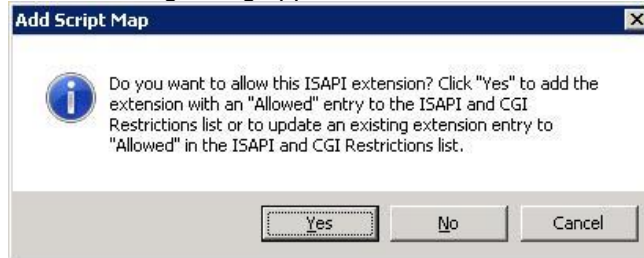 Add Script Map
Do you want to allow this ISAPI extension? Click "Yes" to add the
extension with an "Allowed" entry to the ISAPI and CGI
Restrictions list or to update an existing extension entry to
"Allowed" in the ISAPI and CGI Restrictions list.
Yes No Cancel